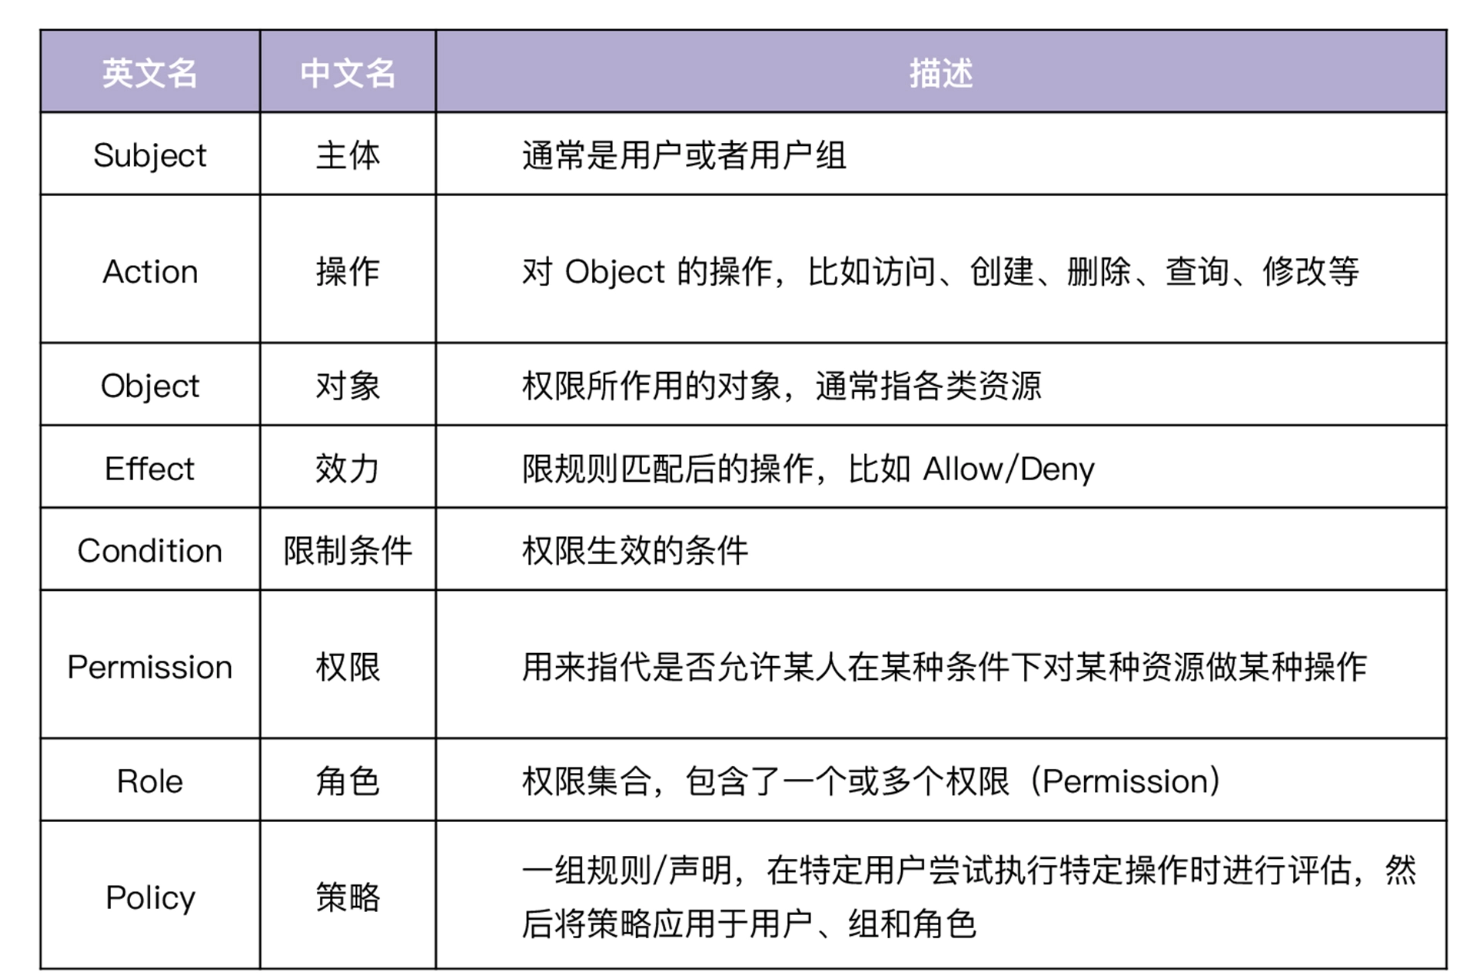 英文名 中文名 描述
Subject 主体 通常是用户或者用户组
Action 操作 对 Object 的操作，比如访问、创建、删除、查询、修改等
Object 对象 权限所作用的对象，通常指各类资源
Effect 效力 限规则匹配后的操作，比如 Allow/Deny
Condition 限制条件 权限生效的条件
Permission 权限 用来指代是否允许某人在某种条件下对某种资源做某种操作
Role 角色 权限集合，包含了一个或多个权限（Permission）
Policy 策略 一组规则/声明，在特定用户尝试执行特定操作时进行评估，然
后将策略应用于用户、组和角色